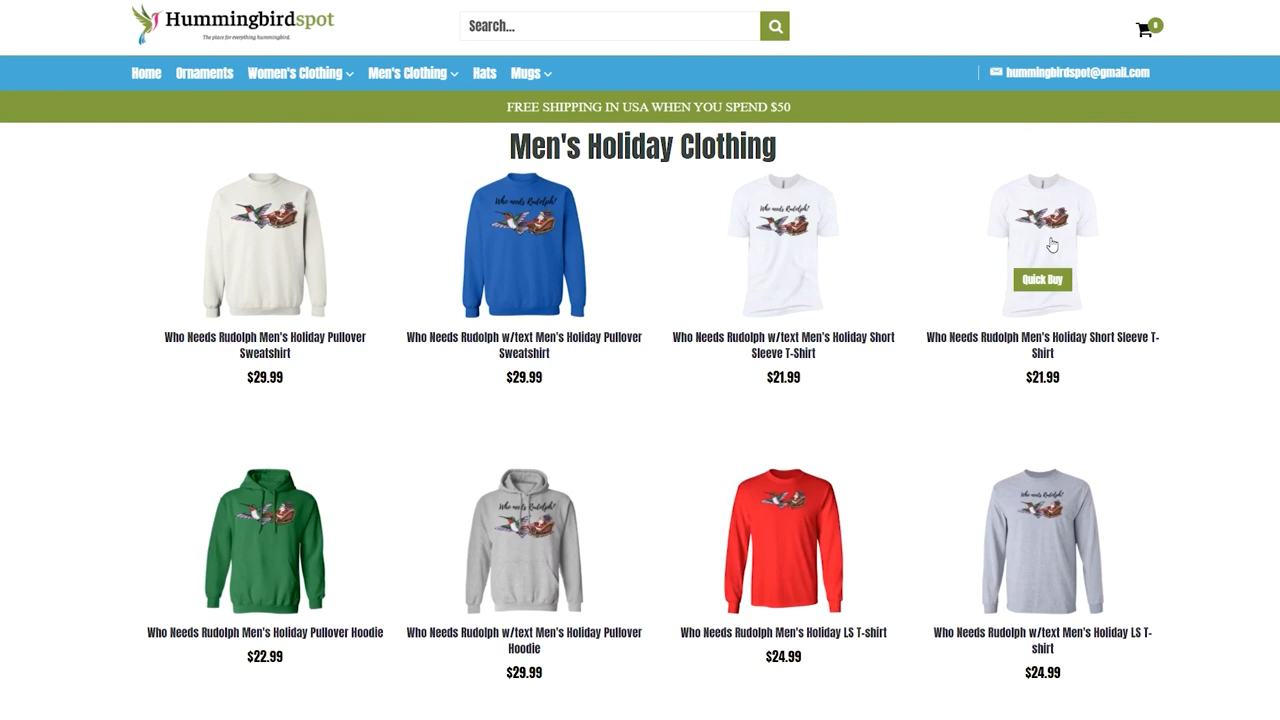 Hummingbirdspot
The place for everything hummingbird.
Search...
0
Home Ornaments Women's Clothing Men's Clothing Hats Mugs
hummingbirdspot@gmail.com
FREE SHIPPING IN USA WHEN YOU SPEND $50
Men's Holiday Clothing
Who needs Rudolph?
Who needs Rudolph?
Quick Buy
Who Needs Rudolph Men's Holiday Pullover
Sweatshirt
$29.99
Who Needs Rudolph w/text Men's Holiday Pullover
Sweatshirt
$29.99
Who Needs Rudolph w/text Men's Holiday Short
Sleeve T-Shirt
$21.99
Who Needs Rudolph Men's Holiday Short Sleeve T-
Shirt
$21.99
Who needs Rudolph?
Who needs Rudolph?
Who Needs Rudolph Men's Holiday Pullover Hoodie
$22.99
Who Needs Rudolph w/text Men's Holiday Pullover
Hoodie
$29.99
Who Needs Rudolph Men's Holiday LS T-shirt
$24.99
Who Needs Rudolph w/text Men's Holiday LS T-
shirt
$24.99